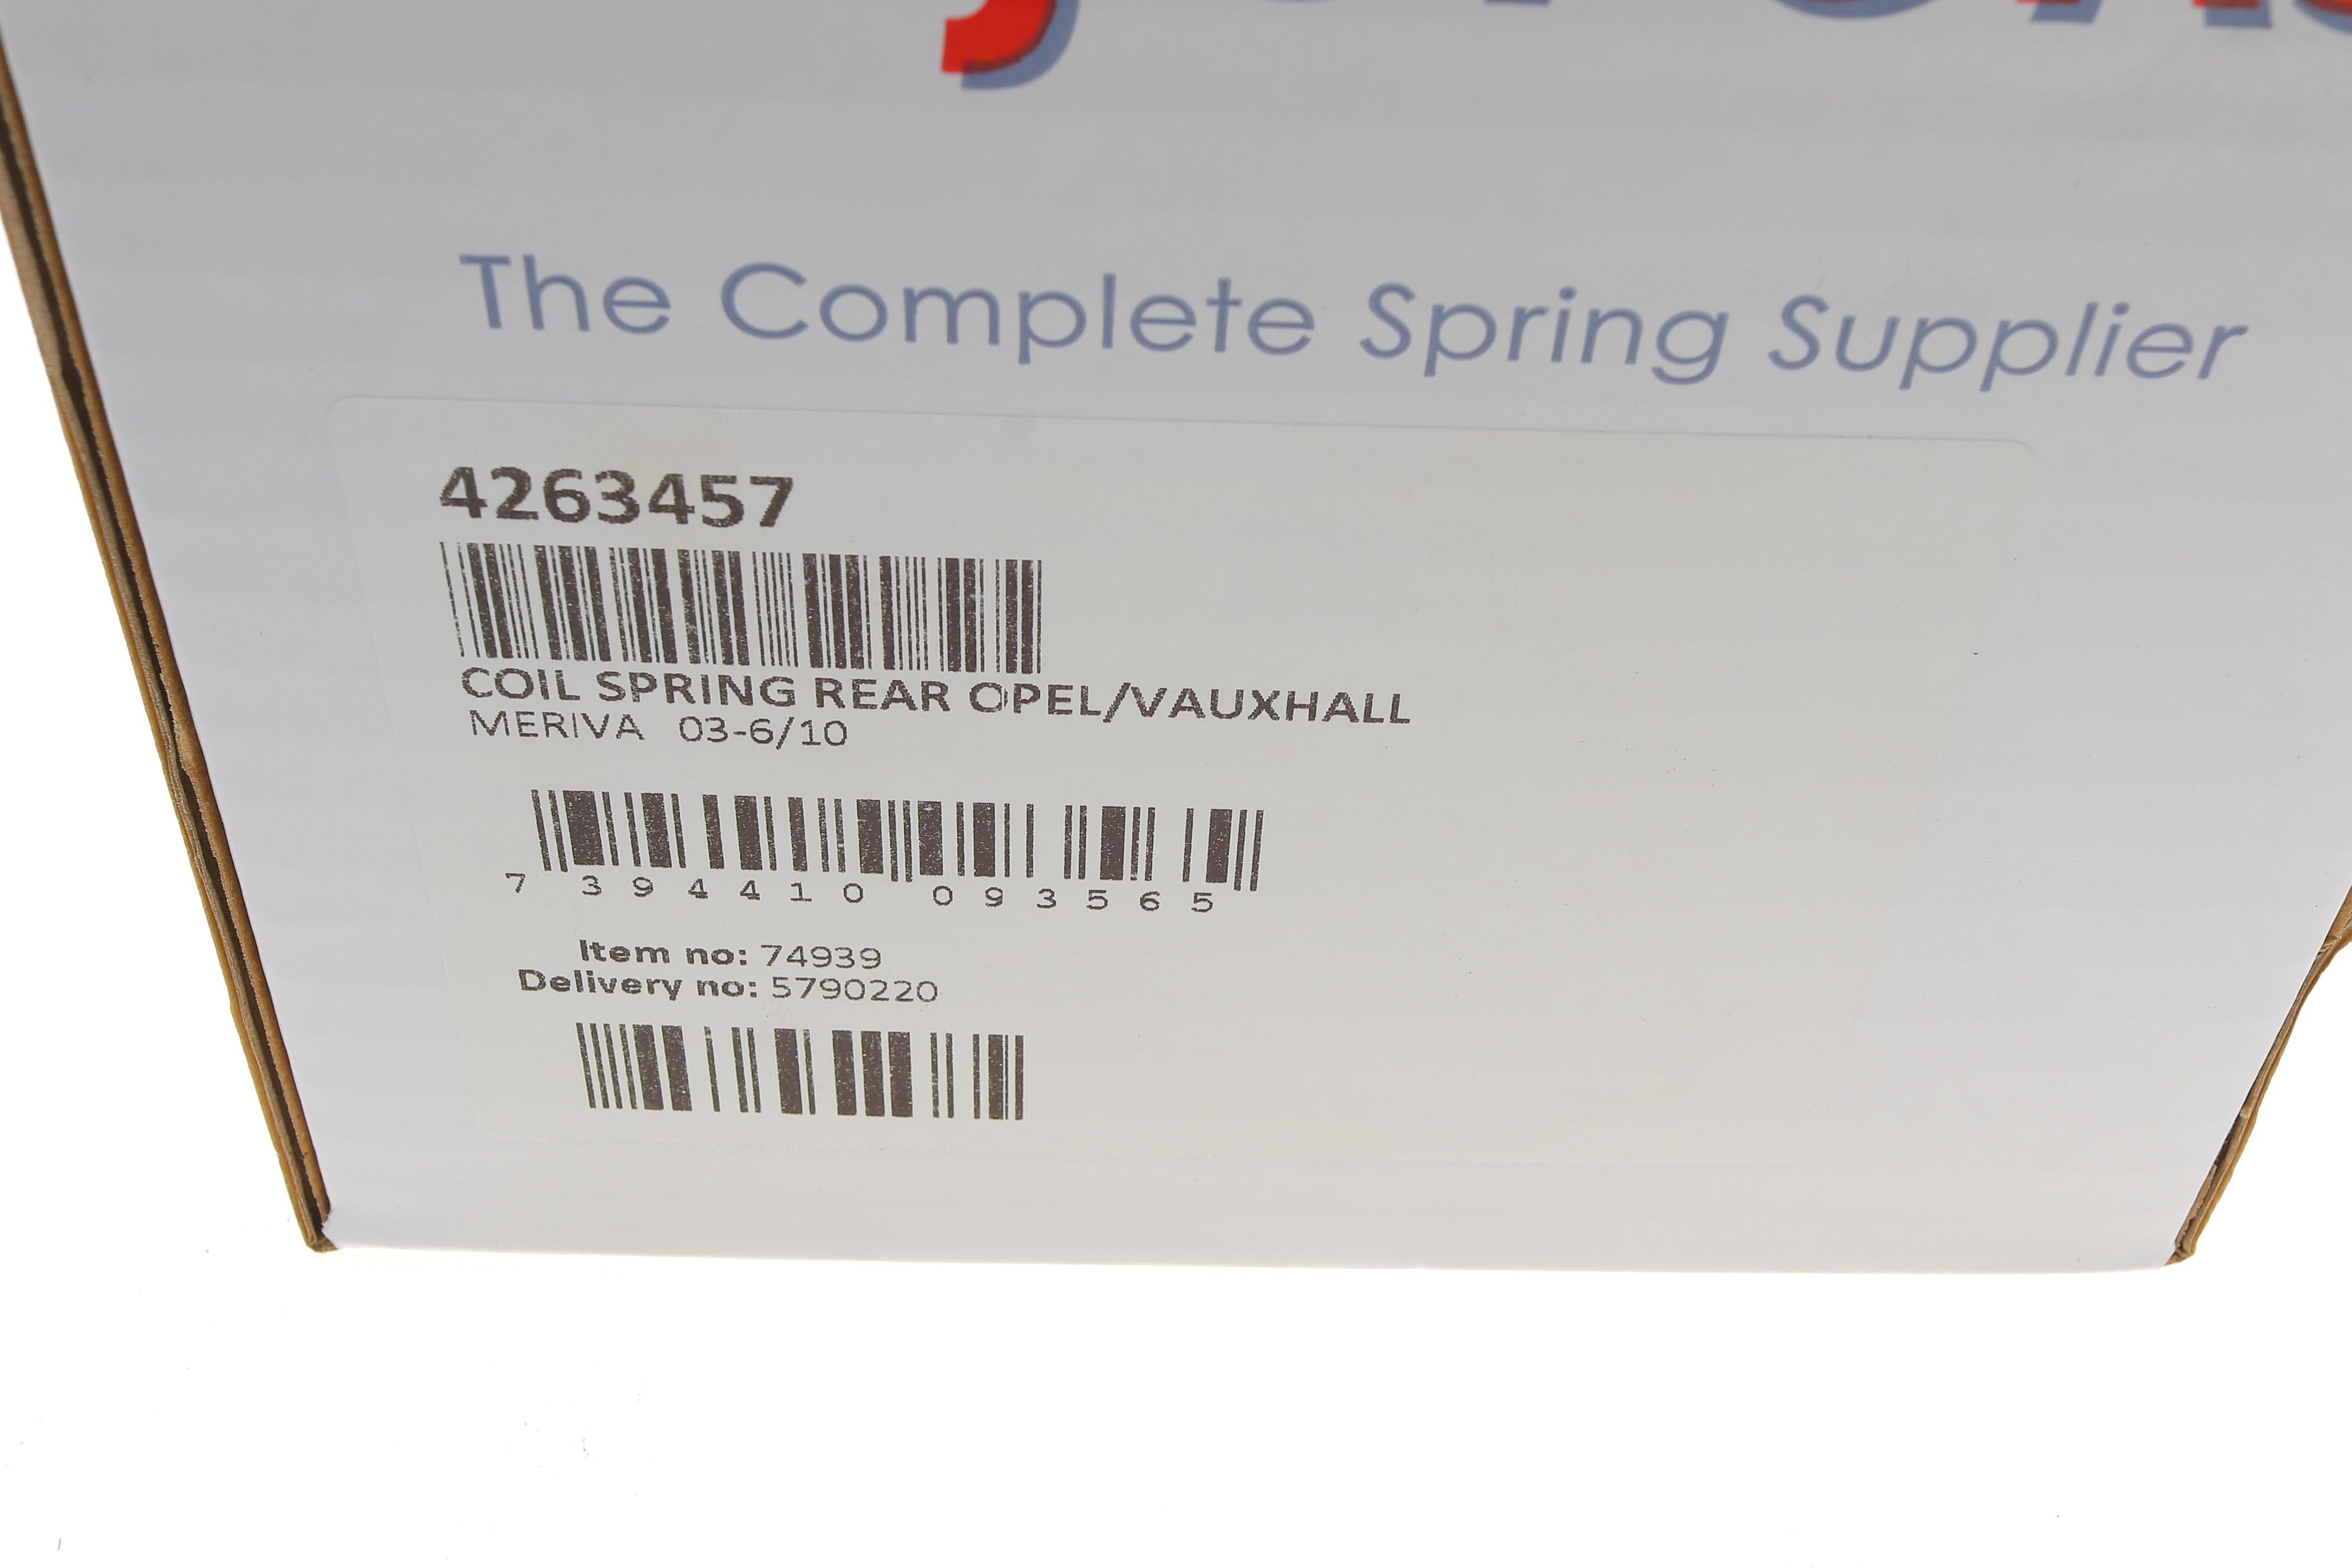 The Complete Spring Supplier
4263457
COIL SPRING REAR OPEL/VAUXHALL
MERIVA 03-6/10
7 394410 093565
Item no: 74939
Delivery no: 5790220